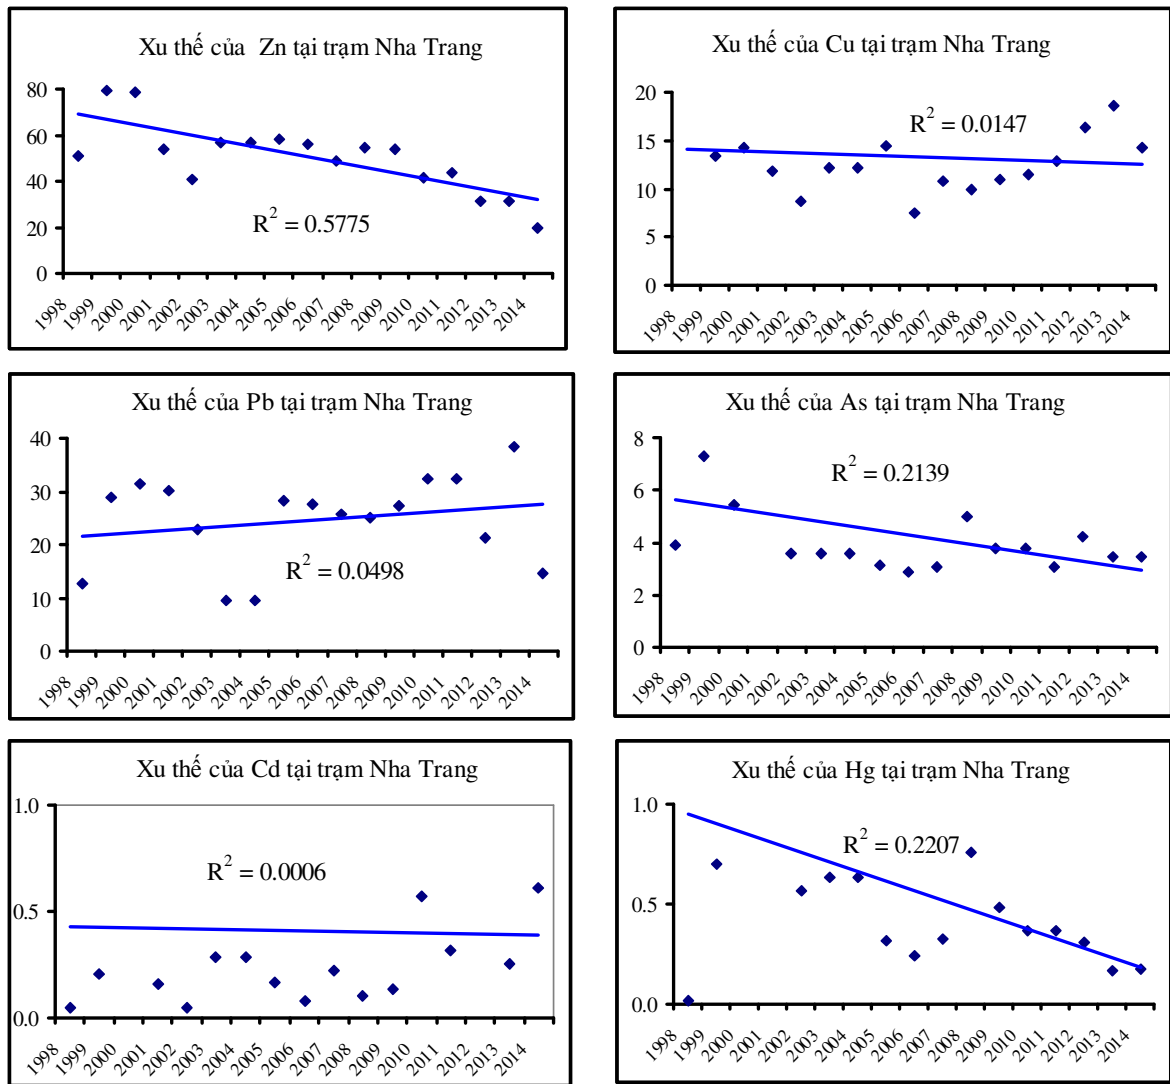 Xu thế của Zn tại trạm Nha Trang
80
60
40
20
0
R² = 0.5775
1998 1999 2000 2001 2002 2003 2004 2005 2006 2007 2008 2009 2010 2011 2012 2013 2014
Xu thế của Cu tại trạm Nha Trang
20
15
10
5
0
R² = 0.0147
1998 1999 2000 2001 2002 2003 2004 2005 2006 2007 2008 2009 2010 2011 2012 2013 2014
Xu thế của Pb tại trạm Nha Trang
40
30
20
10
0
R² = 0.0498
1998 1999 2000 2001 2002 2003 2004 2005 2006 2007 2008 2009 2010 2011 2012 2013 2014
Xu thế của As tại trạm Nha Trang
8
6
4
2
0
R² = 0.2139
1998 1999 2000 2001 2002 2003 2004 2005 2006 2007 2008 2009 2010 2011 2012 2013 2014
Xu thế của Cd tại trạm Nha Trang
1.0
0.5
0.0
R² = 0.0006
1998 1999 2000 2001 2002 2003 2004 2005 2006 2007 2008 2009 2010 2011 2012 2013 2014
Xu thế của Hg tại trạm Nha Trang
1.0
0.5
0.0
R² = 0.2207
1998 1999 2000 2001 2002 2003 2004 2005 2006 2007 2008 2009 2010 2011 2012 2013 2014